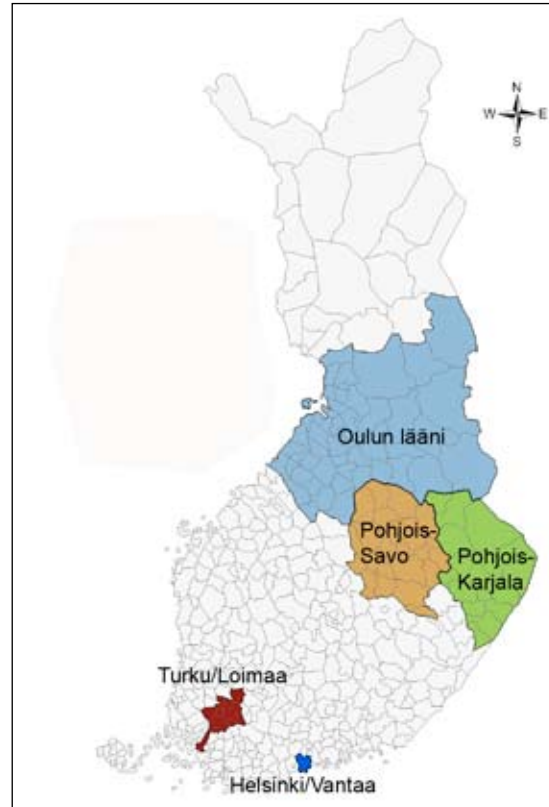 N
W E
S
Oulun lääni
Pohjois-
Savo
Pohjois-
Karjala
Turku/Loimaa
Helsinki/Vantaa